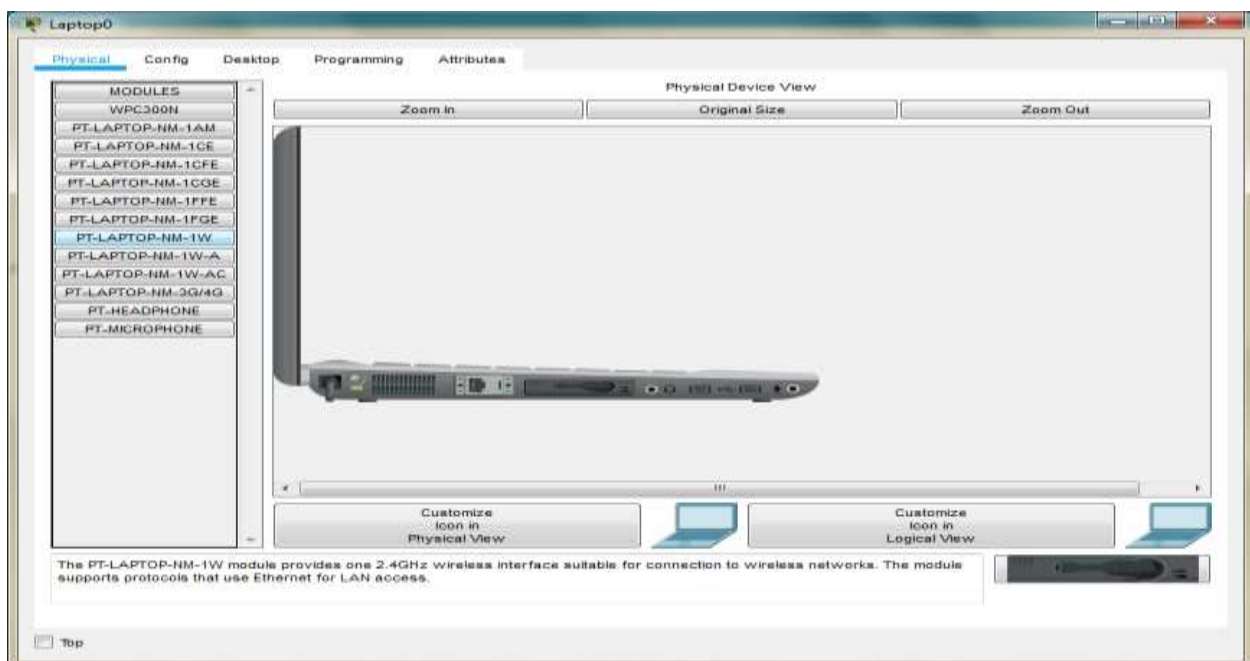 Laptop0
Physical Config Desktop Programming Attributes
MODULES
WPC300N
PT-LAPTOP-NM-1AM
PT-LAPTOP-NM-1CE
PT-LAPTOP-NM-1CFE
PT-LAPTOP-NM-1CGE
PT-LAPTOP-NM-1FFE
PT-LAPTOP-NM-1FGE
PT-LAPTOP-NM-1W
PT-LAPTOP-NM-1W-A
PT-LAPTOP-NM-1W-AC
PT-LAPTOP-NM-3G/4G
PT-HEADPHONE
PT-MICROPHONE
Physical Device View
Zoom In Original Size Zoom Out
Customize
Icon in
Physical View
Customize
Icon in
Logical View
The PT-LAPTOP-NM-1W module provides one 2.4GHz wireless interface suitable for connection to wireless networks. The module
supports protocols that use Ethernet for LAN access.
Top